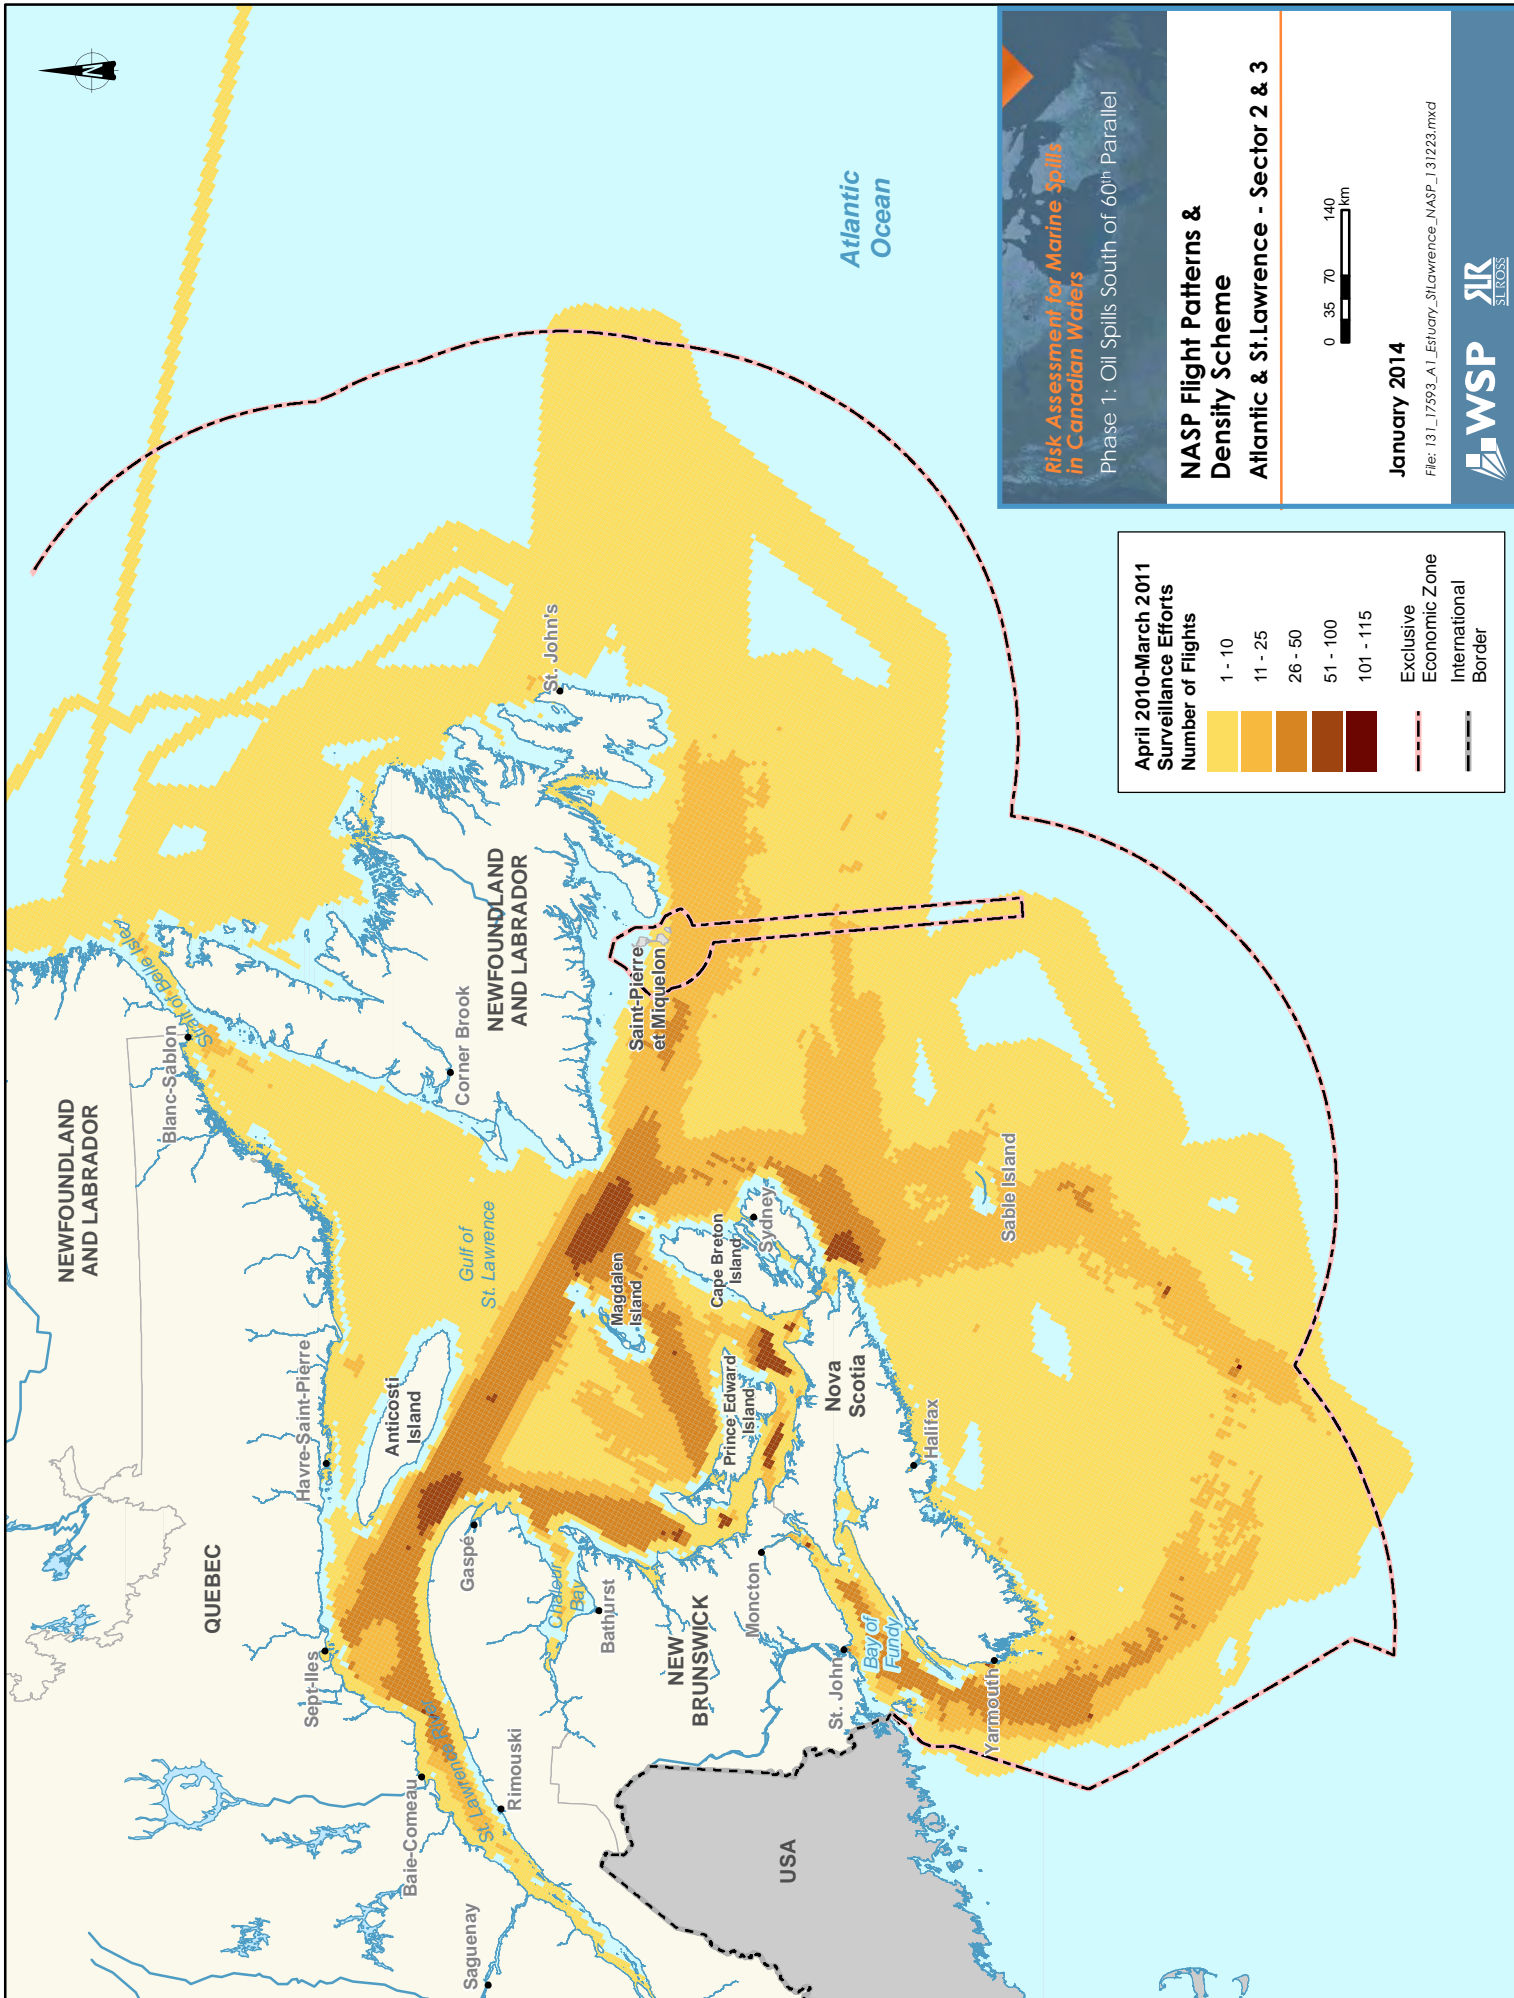 N
NEWFOUNDLAND
AND LABRADOR
QUEBEC
Blanc-Sablon
Strait of Belle Isle
Havre-Saint-Pierre
Sept-Iles
Anticosti
Island
Gulf of
St. Lawrence
Corner Brook
NEWFOUNDLAND
AND LABRADOR
St. John's
Baie-Comeau
St. Lawrence River
Rimouski
Saguenay
Gaspé
Chaleur
Bay
Bathurst
Magdalen
Island
Saint-Pierre
et Miquelon
Cape Breton
Island
Sydney
Prince Edward
Island
NEW
BRUNSWICK
Moncton
Nova
Scotia
St. John
Bay of
Fundy
Halifax
Yarmouth
Sable Island
USA
Atlantic
Ocean
April 2010-March 2011
Surveillance Efforts
Number of Flights
1 - 10
11 - 25
26 - 50
51 - 100
101 - 115
Exclusive
Economic Zone
International
Border
Risk Assessment for Marine Spills
in Canadian Waters
Phase 1: Oil Spills South of 60th Parallel
NASP Flight Patterns &
Density Scheme
Atlantic & St.Lawrence - Sector 2 & 3
0 35 70 140
km
January 2014
File: 131_17593_A1_Estuary_StLawrence_NASP_131223.mxd
WSP
SLR
SL ROSS